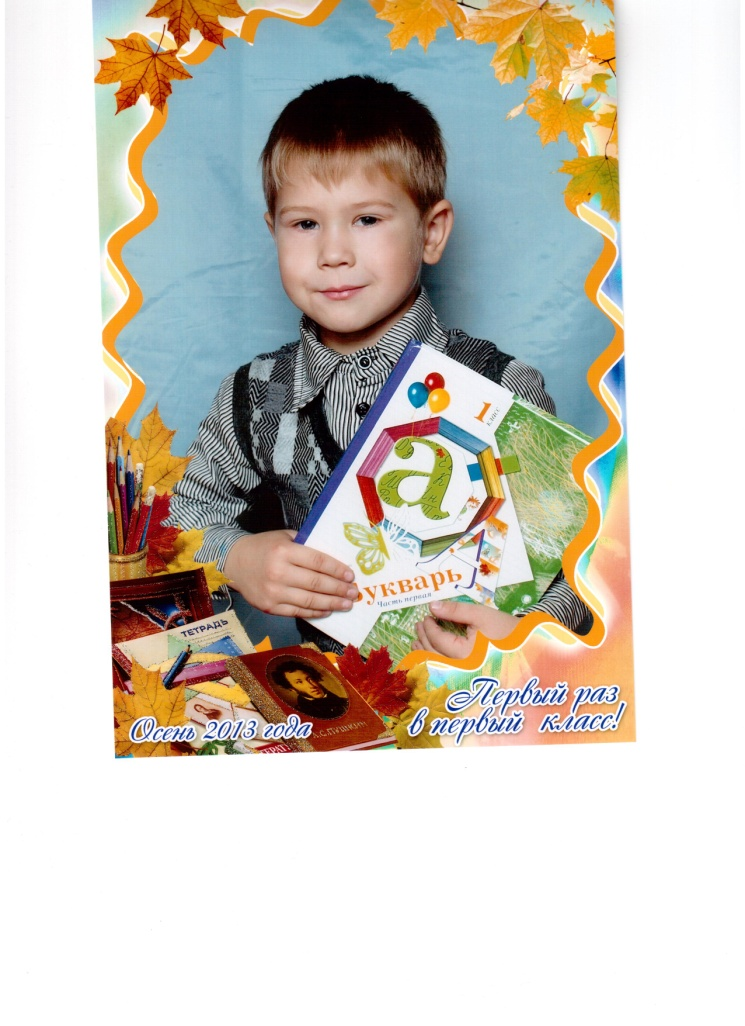 1
класс
а
Букварь
Часть первая
ТЕТРАДЬ
А.С.ПУШКИН
Первый раз
в первый класс!
Осень 2013 года